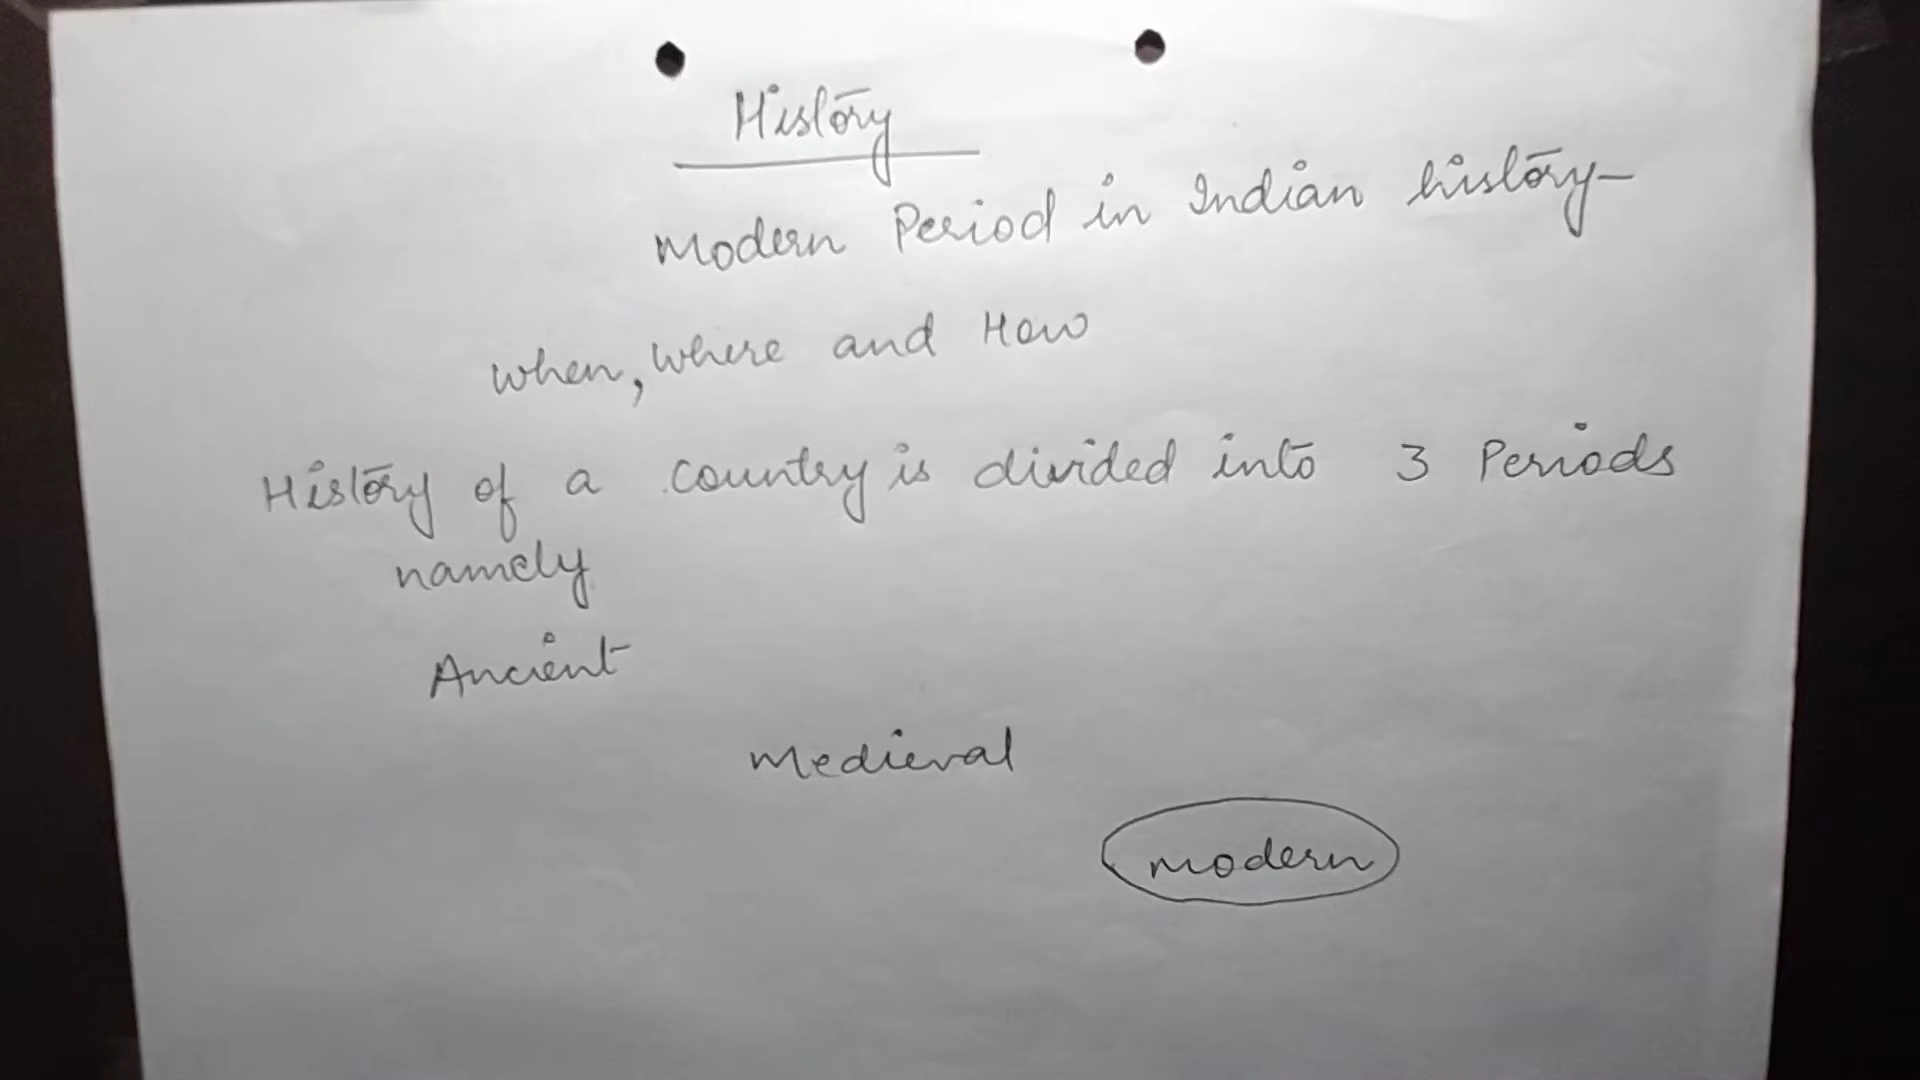 History
Modern Period in Indian history-
When, Where and How
History of a country is divided into 3 Periods
namely
Ancient
Medieval
modern